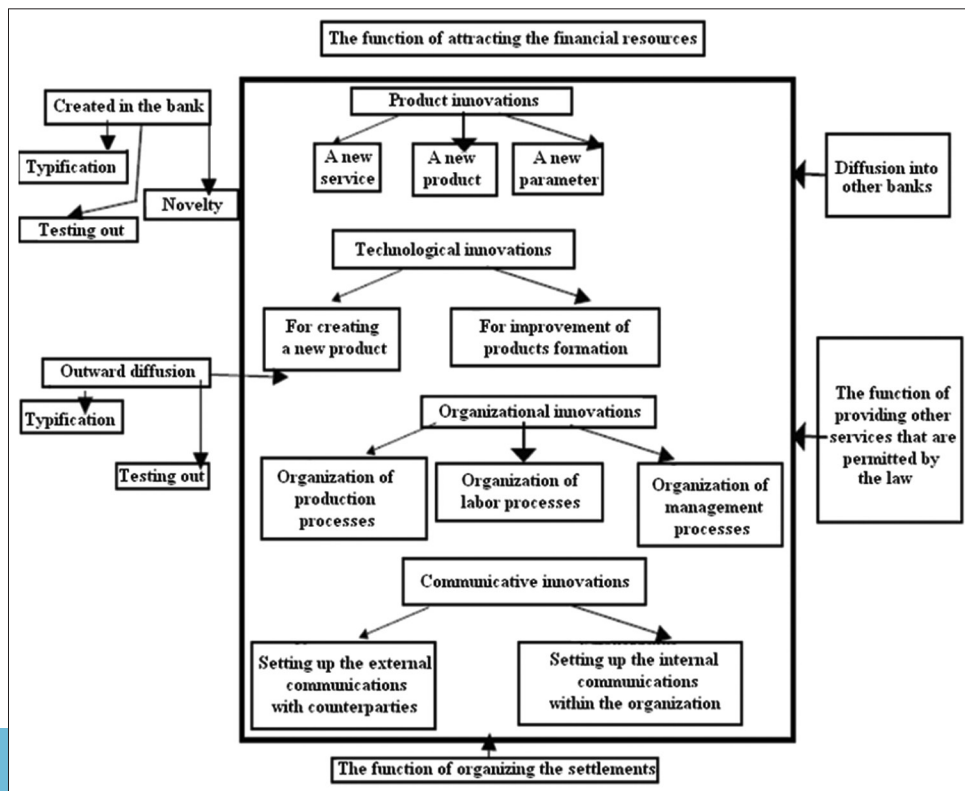 The function of attracting the financial resources
Created in the bank
Typification
Testing out
Novelty
Product innovations
A new
service
A new
product
A new
parameter
Diffusion into
other banks
Technological innovations
For creating
a new product
For improvement of
products formation
Outward diffusion
Typification
Testing out
Organizational innovations
Organization of
production
processes
Organization of
labor processes
Organization of
management
processes
The function of
providing other
services that are
permitted by
the law
Communicative innovations
Setting up the external
communications
with counterparties
Setting up the internal
communications
within the organization
The function of organizing the settlements